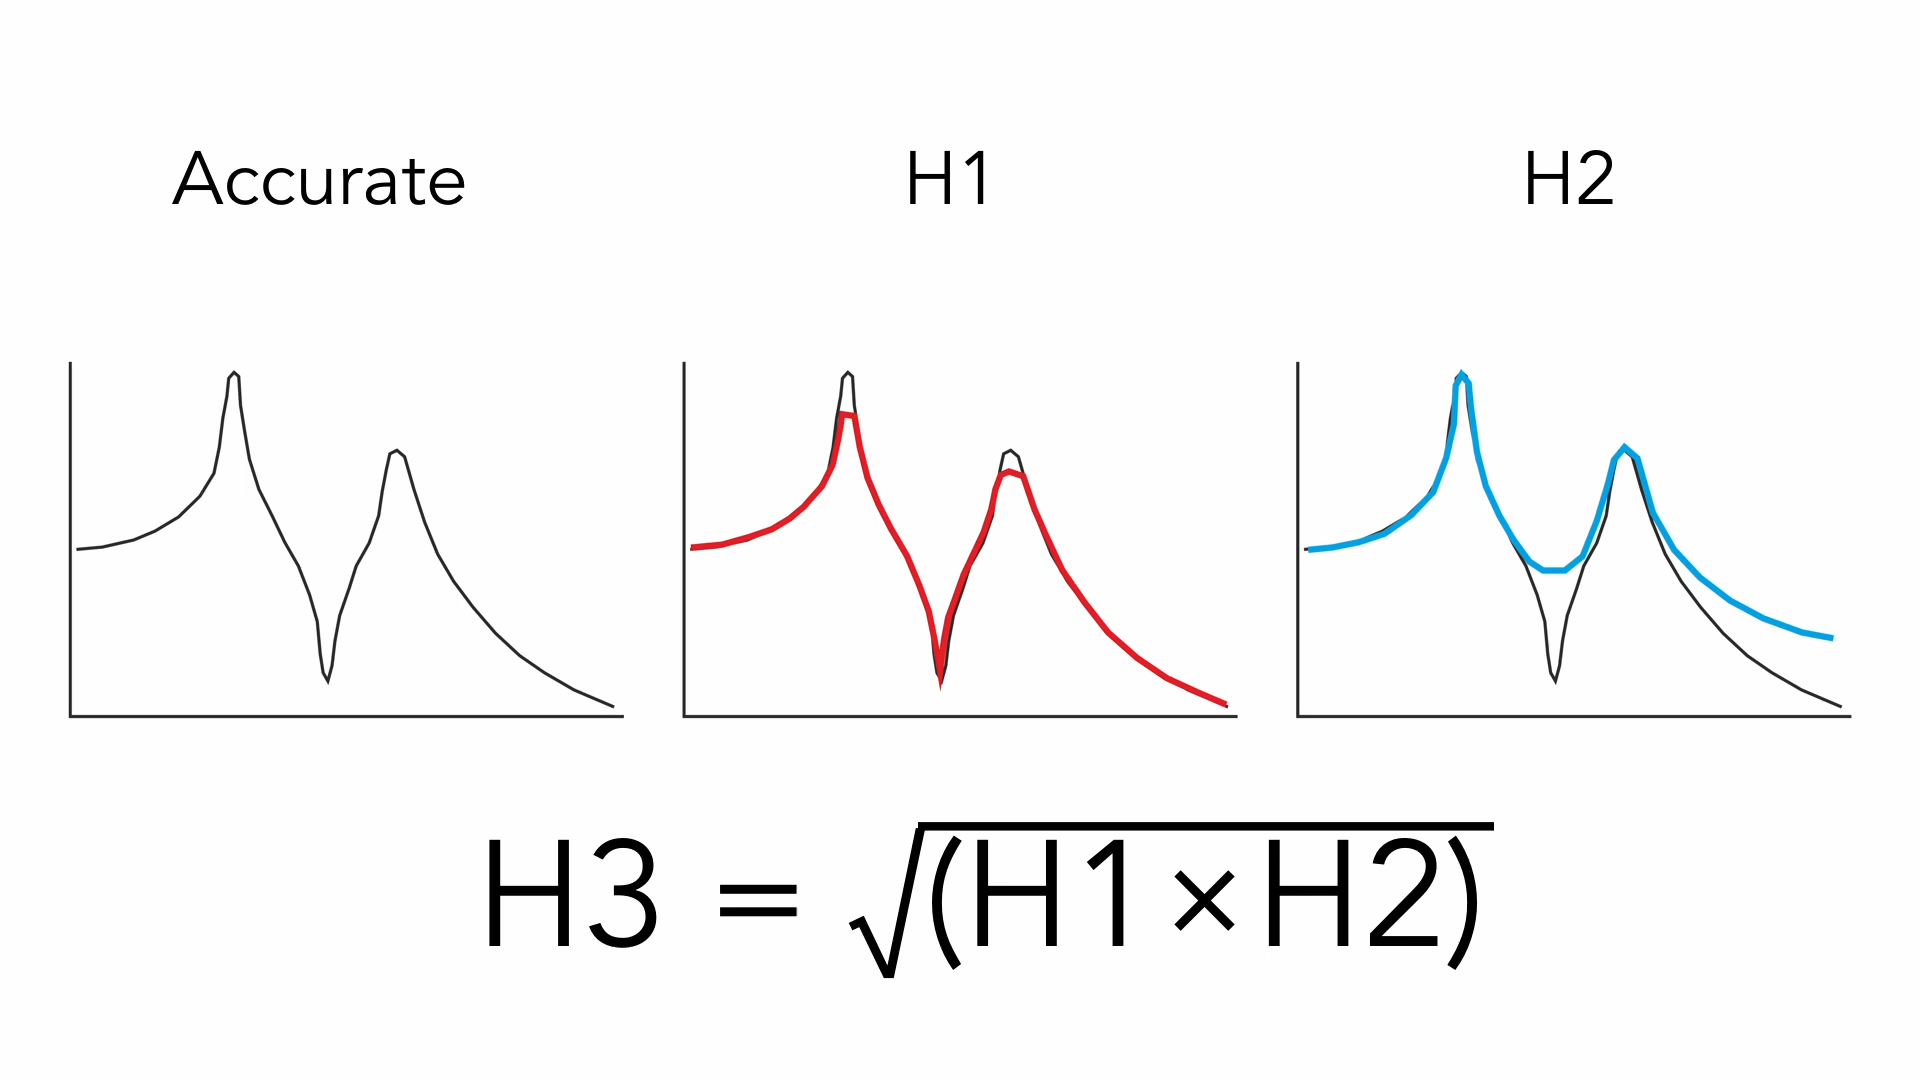 Accurate H1 H2
H3 = √(H1×H2)